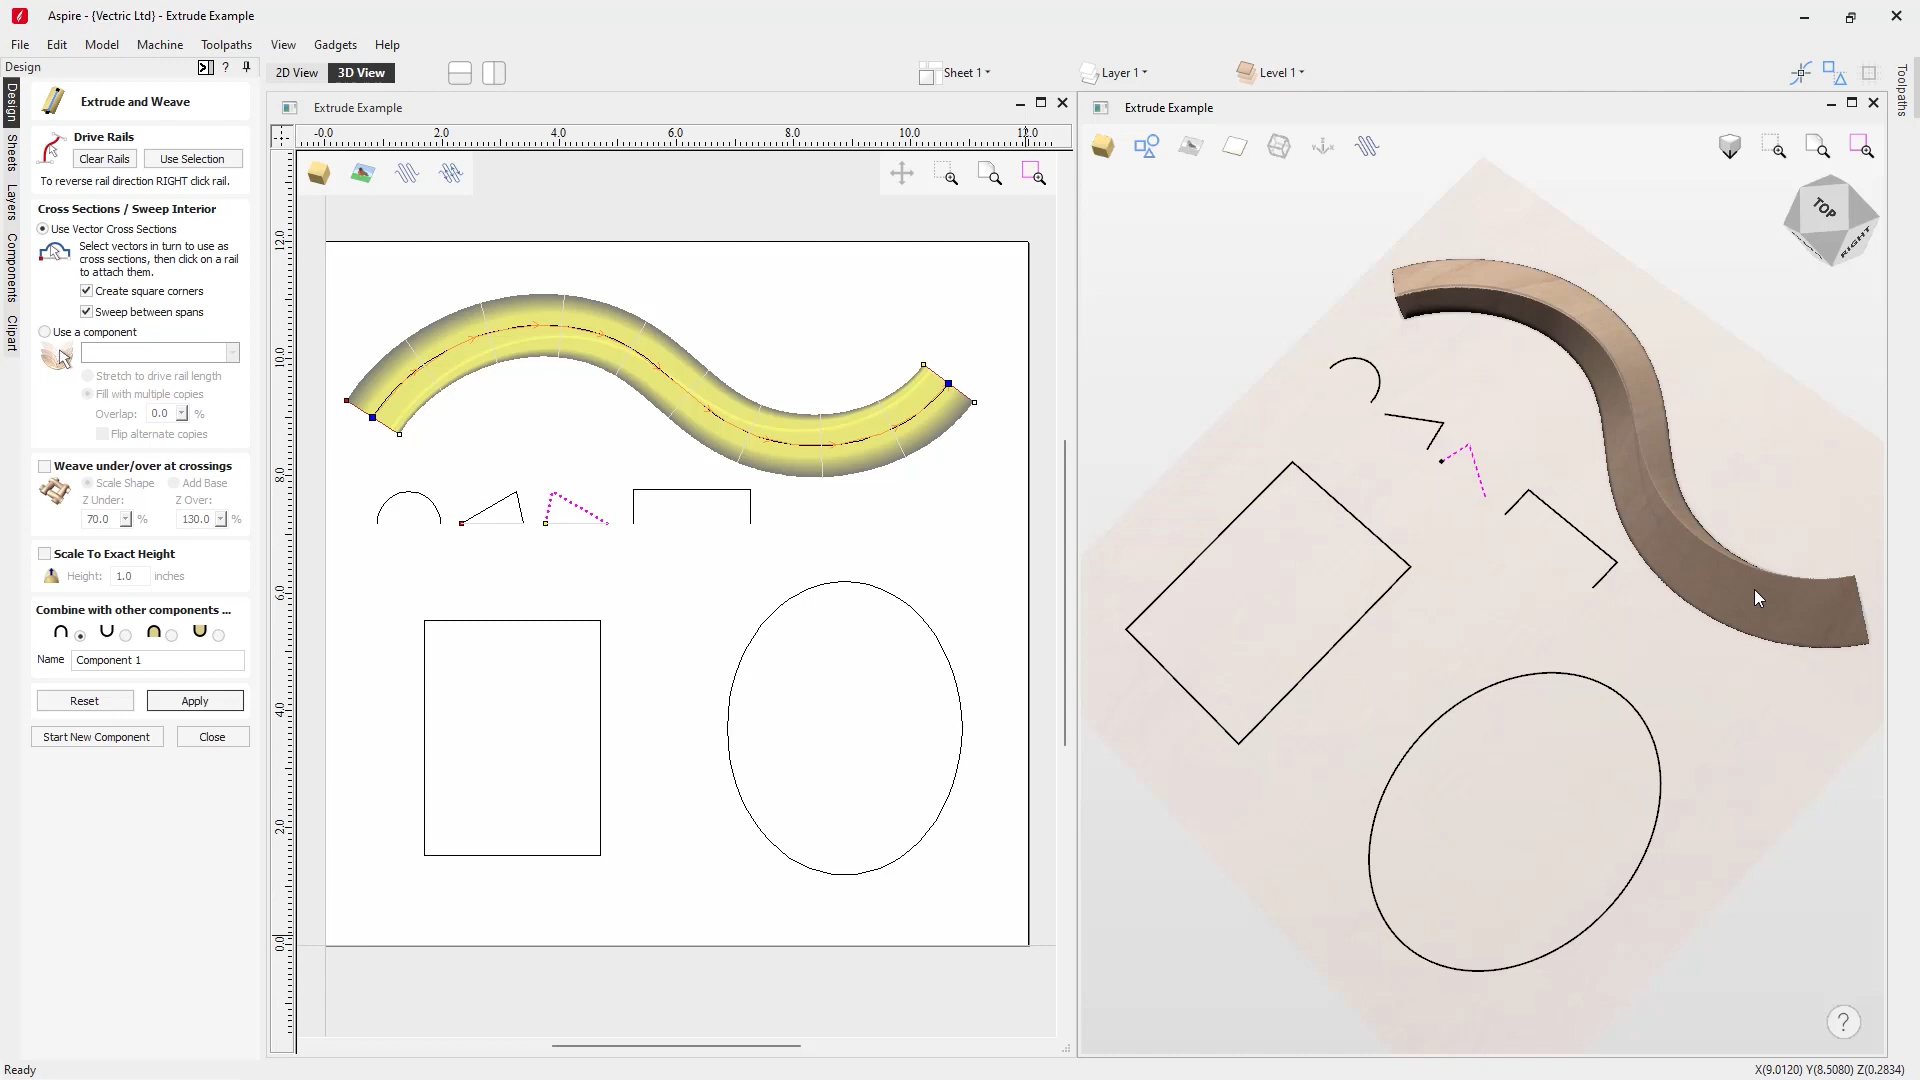 Aspire - {Vectric Ltd} - Extrude Example
File Edit Model Machine Toolpaths View Gadgets Help
Design ?
2D View 3D View
Sheet 1
Layer 1
Level 1
Toolpaths
Design
Sheets
Layers
Components
Clipart
Extrude and Weave
Drive Rails
Clear Rails Use Selection
To reverse rail direction RIGHT click rail.
Cross Sections / Sweep Interior
Use Vector Cross Sections
Select vectors in turn to use as
cross sections, then click on a rail
to attach them.
Create square corners
Sweep between spans
Use a component
Stretch to drive rail length
Fill with multiple copies
Overlap: 0.0 %
Flip alternate copies
Weave under/over at crossings
Scale Shape Add Base
Z Under: Z Over:
70.0 % 130.0 %
Scale To Exact Height
Height: 1.0 inches
Combine with other components ...
Name Component 1
Reset Apply
Start New Component Close
Extrude Example
-0.0 2.0 4.0 6.0 8.0 10.0 12.0
12.0
10.0
8.0
6.0
4.0
2.0
0.0
Extrude Example
TOP
RIGHT
?
Ready
X(9.0120) Y(8.5080) Z(0.2834)